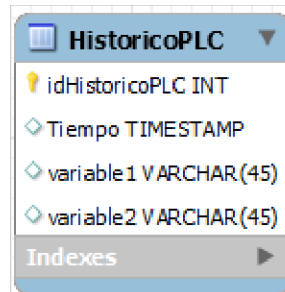 HistoricoPLC
idHistoricoPLC INT
Tiempo TIMESTAMP
variable1 VARCHAR(45)
variable2 VARCHAR(45)
Indexes